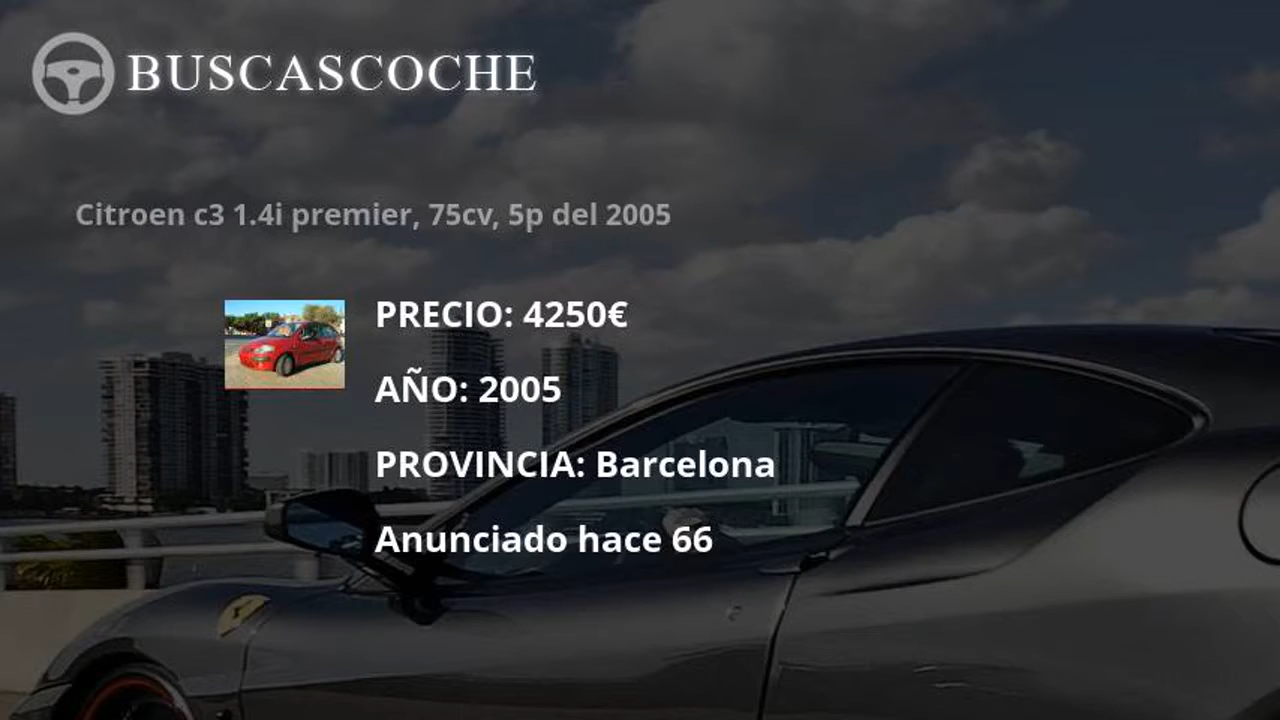 BUSCASCOCHE
Citroen c3 1.4i premier, 75cv, 5p del 2005
PRECIO: 4250€
AÑO: 2005
PROVINCIA: Barcelona
Anunciado hace 66